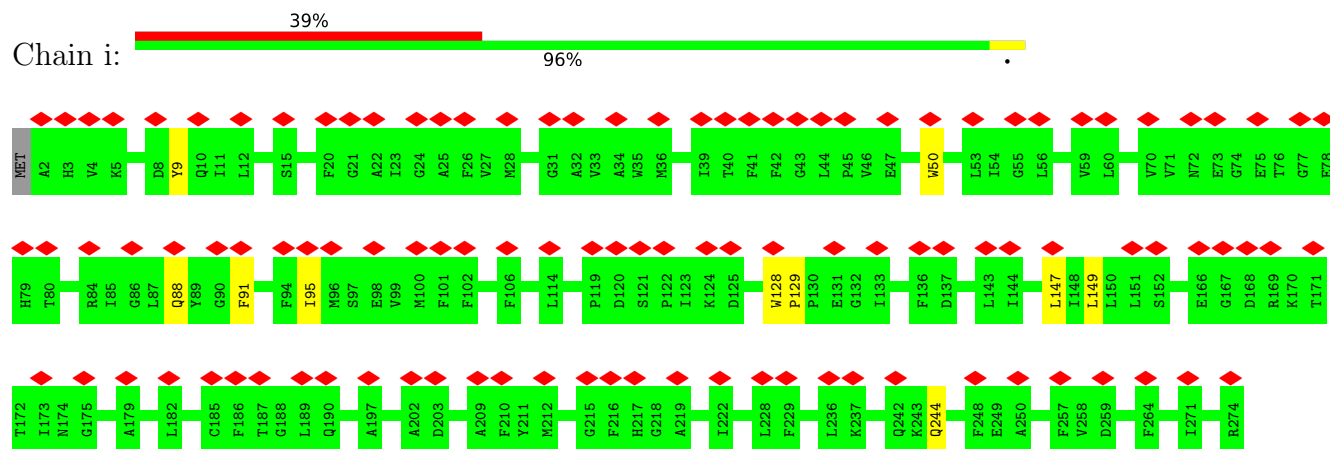 39%
Chain i:
96%
.
MET A2 H3 V4 K5 D8 Y9 Q10 I11 L12 S15 F20 G21 A22 I23 G24 A25 F26 V27 M28 G31 A32 V33 A34 W35 M36 I39 T40 F41 F42 G43 L44 P45 V46 E47 W50 L53 I54 G55 L56 V59 L60 V70 V71 N72 E73 G74 E75 T76 G77 F78
H79 T80 R84 I85 G86 L87 Q88 Y89 G90 F91 F94 I95 M96 S97 E98 V99 M100 F101 F102 F106 L114 P119 D120 S121 P122 I123 K124 D125 W128 P129 P130 E131 G132 I133 F136 D137 L143 I144 L147 I148 L149 L150 L151 S152 E166 G167 D168 R169 K170 T171
T172 I173 N174 G175 A179 L182 C185 F186 T187 G188 L189 Q190 A197 A202 D203 A209 F210 Y211 M212 G215 F216 H217 G218 A219 I222 L228 F229 L236 K237 Q242 K243 Q244 F248 E249 A250 F257 V258 D259 F264 I271 R274